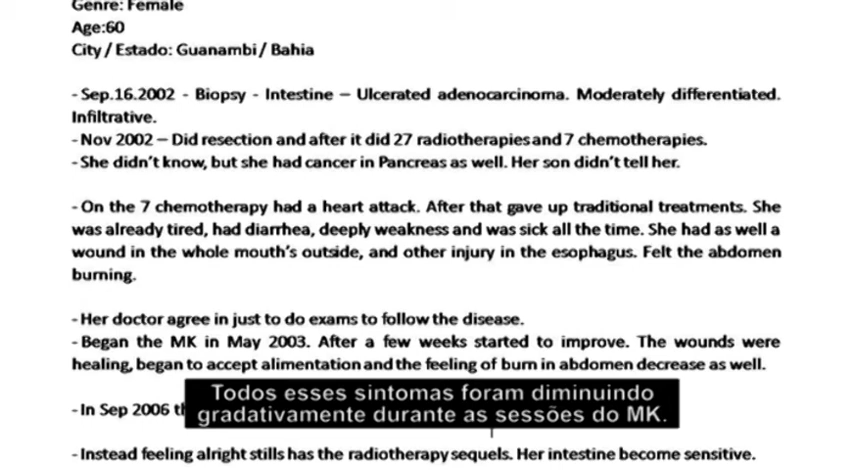 Genre: Female
Age:60
City / Estado: Guanambi / Bahia
- Sep.16.2002 - Biopsy - Intestine – Ulcerated adenocarcinoma. Moderately differentiated.
Infiltrative.
- Nov 2002 – Did resection and after it did 27 radiotherapies and 7 chemotherapies.
- She didn't know, but she had cancer in Pancreas as well. Her son didn't tell her.
- On the 7 chemotherapy had a heart attack. After that gave up traditional treatments. She
was already tired, had diarrhea, deeply weakness and was sick all the time. She had as well a
wound in the whole mouth's outside, and other injury in the esophagus. Felt the abdomen
burning.
- Her doctor agree in just to do exams to follow the disease.
- Began the MK in May 2003. After a few weeks started to improve. The wounds were
healing, began to accept alimentation and the feeling of burn in abdomen decrease as well.
- In Sep 2006
Todos esses sintomas foram diminuindo
gradativamente durante as sessões do MK.
- Instead feeling alright stills has the radiotherapy sequels. Her intestine become sensitive.